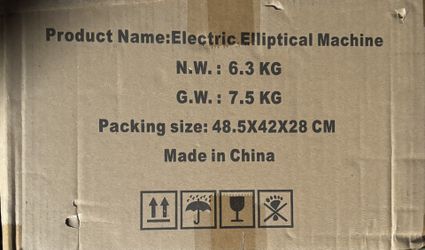 Product Name:Electric Elliptical Machine
N.W. : 6.3 KG
G.W. : 7.5 KG
Packing size: 48.5X42X28 CM
Made in China